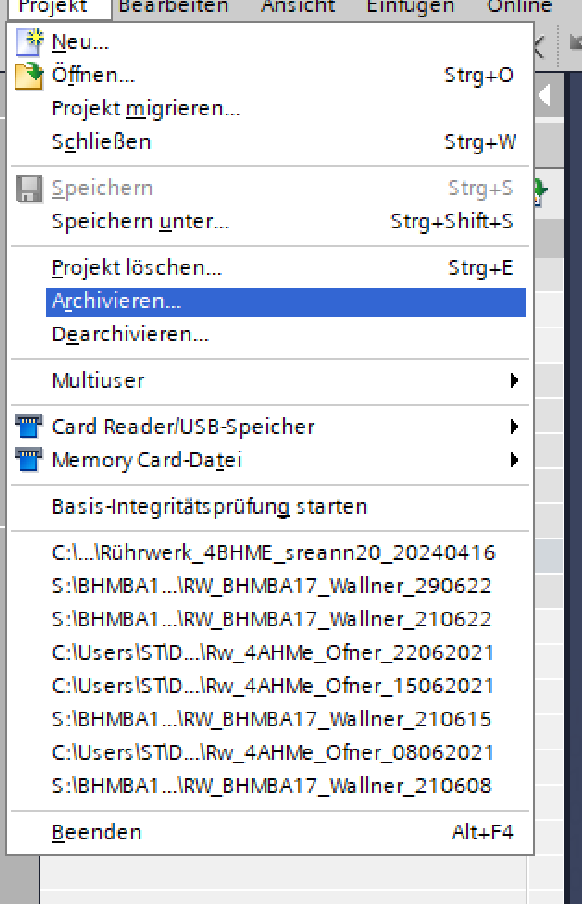 Projekt Bearbeiten Ansicht Einfügen Online
Neu...
Öffnen... Strg+O
Projekt migrieren...
Schließen Strg+W
Speichern Strg+S
Speichern unter... Strg+Shift+S
Projekt löschen... Strg+E
Archivieren...
Dearchivieren...
Multiuser
Card Reader/USB-Speicher
Memory Card-Datei
Basis-Integritätsprüfung starten
C:\...\Rührwerk_4BHME_sreann20_20240416
S:\BHMBA1...\RW_BHMBA17_Wallner_290622
S:\BHMBA1...\RW_BHMBA17_Wallner_210622
C:\Users\ST\D...\Rw_4AHMe_Ofner_22062021
C:\Users\ST\D...\Rw_4AHMe_Ofner_15062021
S:\BHMBA1...\RW_BHMBA17_Wallner_210615
C:\Users\ST\D...\Rw_4AHMe_Ofner_08062021
S:\BHMBA1...\RW_BHMBA17_Wallner_210608
Beenden Alt+F4